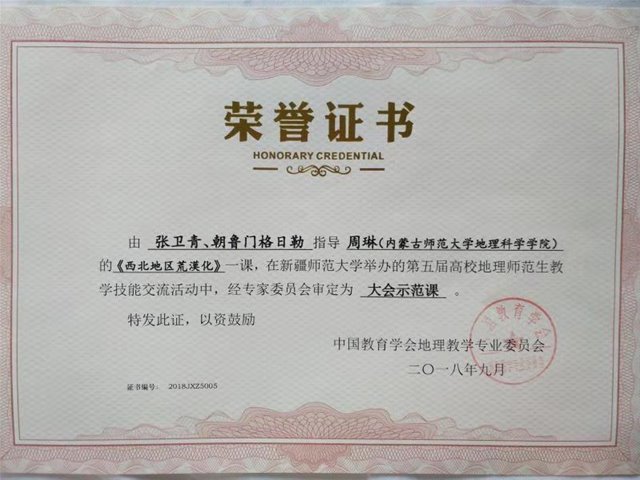 荣誉证书
HONORARY CREDENTIAL
由 张卫青、朝鲁门格日勒 指导 周琳(内蒙古师范大学地理科学学院)
的《西北地区荒漠化》一课，在新疆师范大学举办的第五届高校地理师范生教
学技能交流活动中，经专家委员会审定为 大会示范课 。
特发此证，以资鼓励
中国教育学会地理教学专业委员会
二〇一八年九月
证书编号： 2018JXZ5005